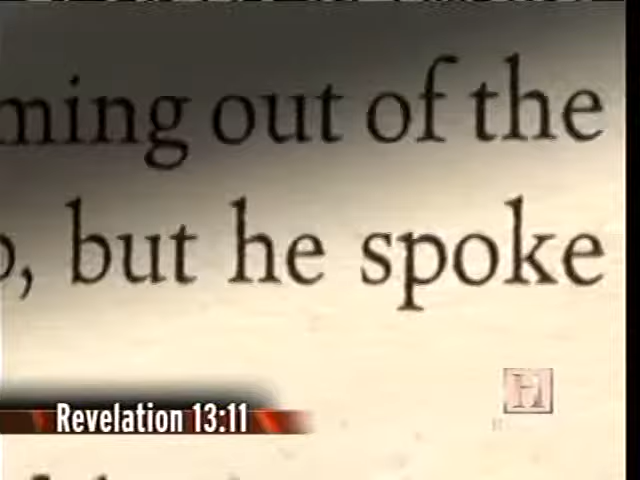 ming out of the
, but he spoke
Revelation 13:11
H